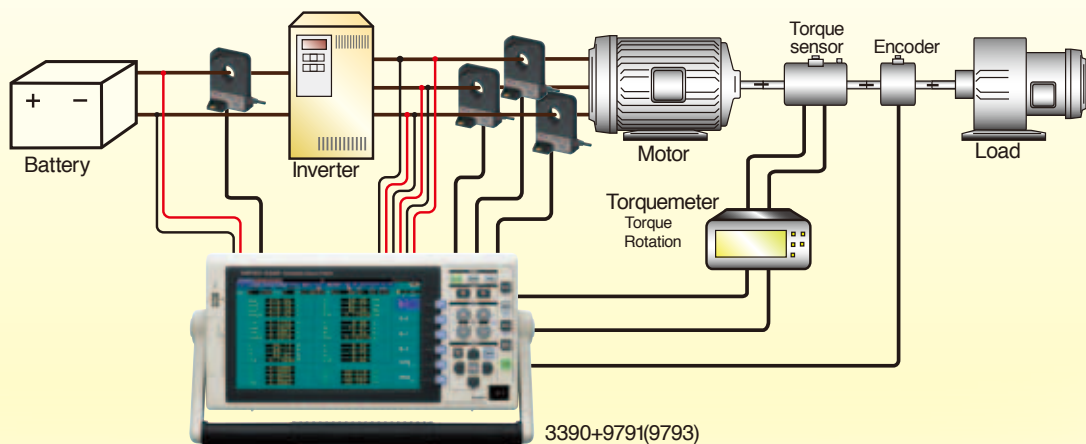 Torque
sensor
Encoder
+ −
Battery
Inverter
Motor
Load
Torquemeter
Torque
Rotation
3390+9791(9793)